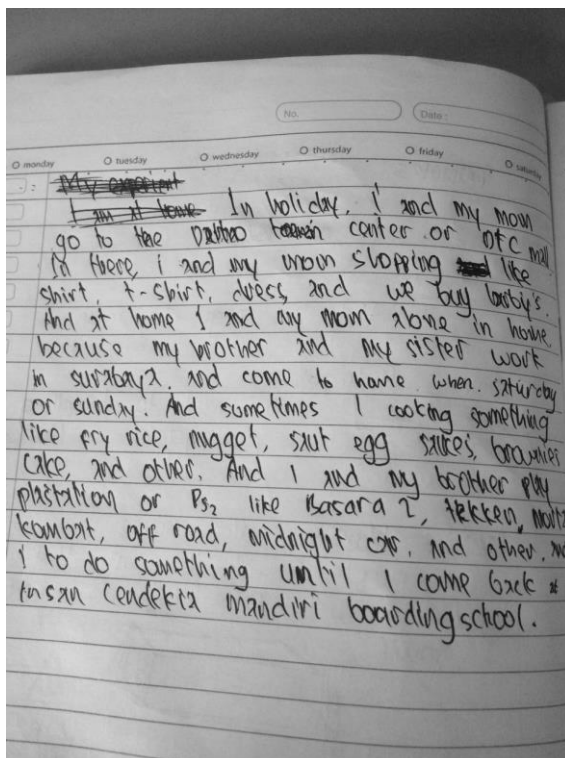 No.
Date :
monday tuesday wednesday thursday friday
My experient
I am at home In holiday, i and my mom
go to the center or DTC mall
In there, i and my mom shopping like
shirt, t-shirt, dress, and we buy barby's.
And at home I and my mom alone in home
because my brother and my sister work
in surabaya. and come to home when saturday
or sunday. And sometimes I cooking something
like fry rice, nugget, egg sauces, brownies
cake, and other. And I and my brother play
plastation or Ps2 like Basara 2, tekken, mortal
kombat, off road, midnight car, and other.
I to do something until I come back at
insan cendekia mandiri boarding school.